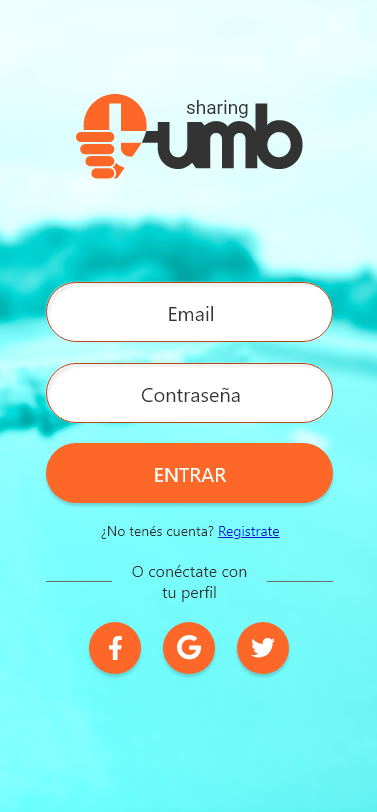 sharing
umb
Email
Contraseña
ENTRAR
¿No tenés cuenta? Registrate
O conéctate con
tu perfil